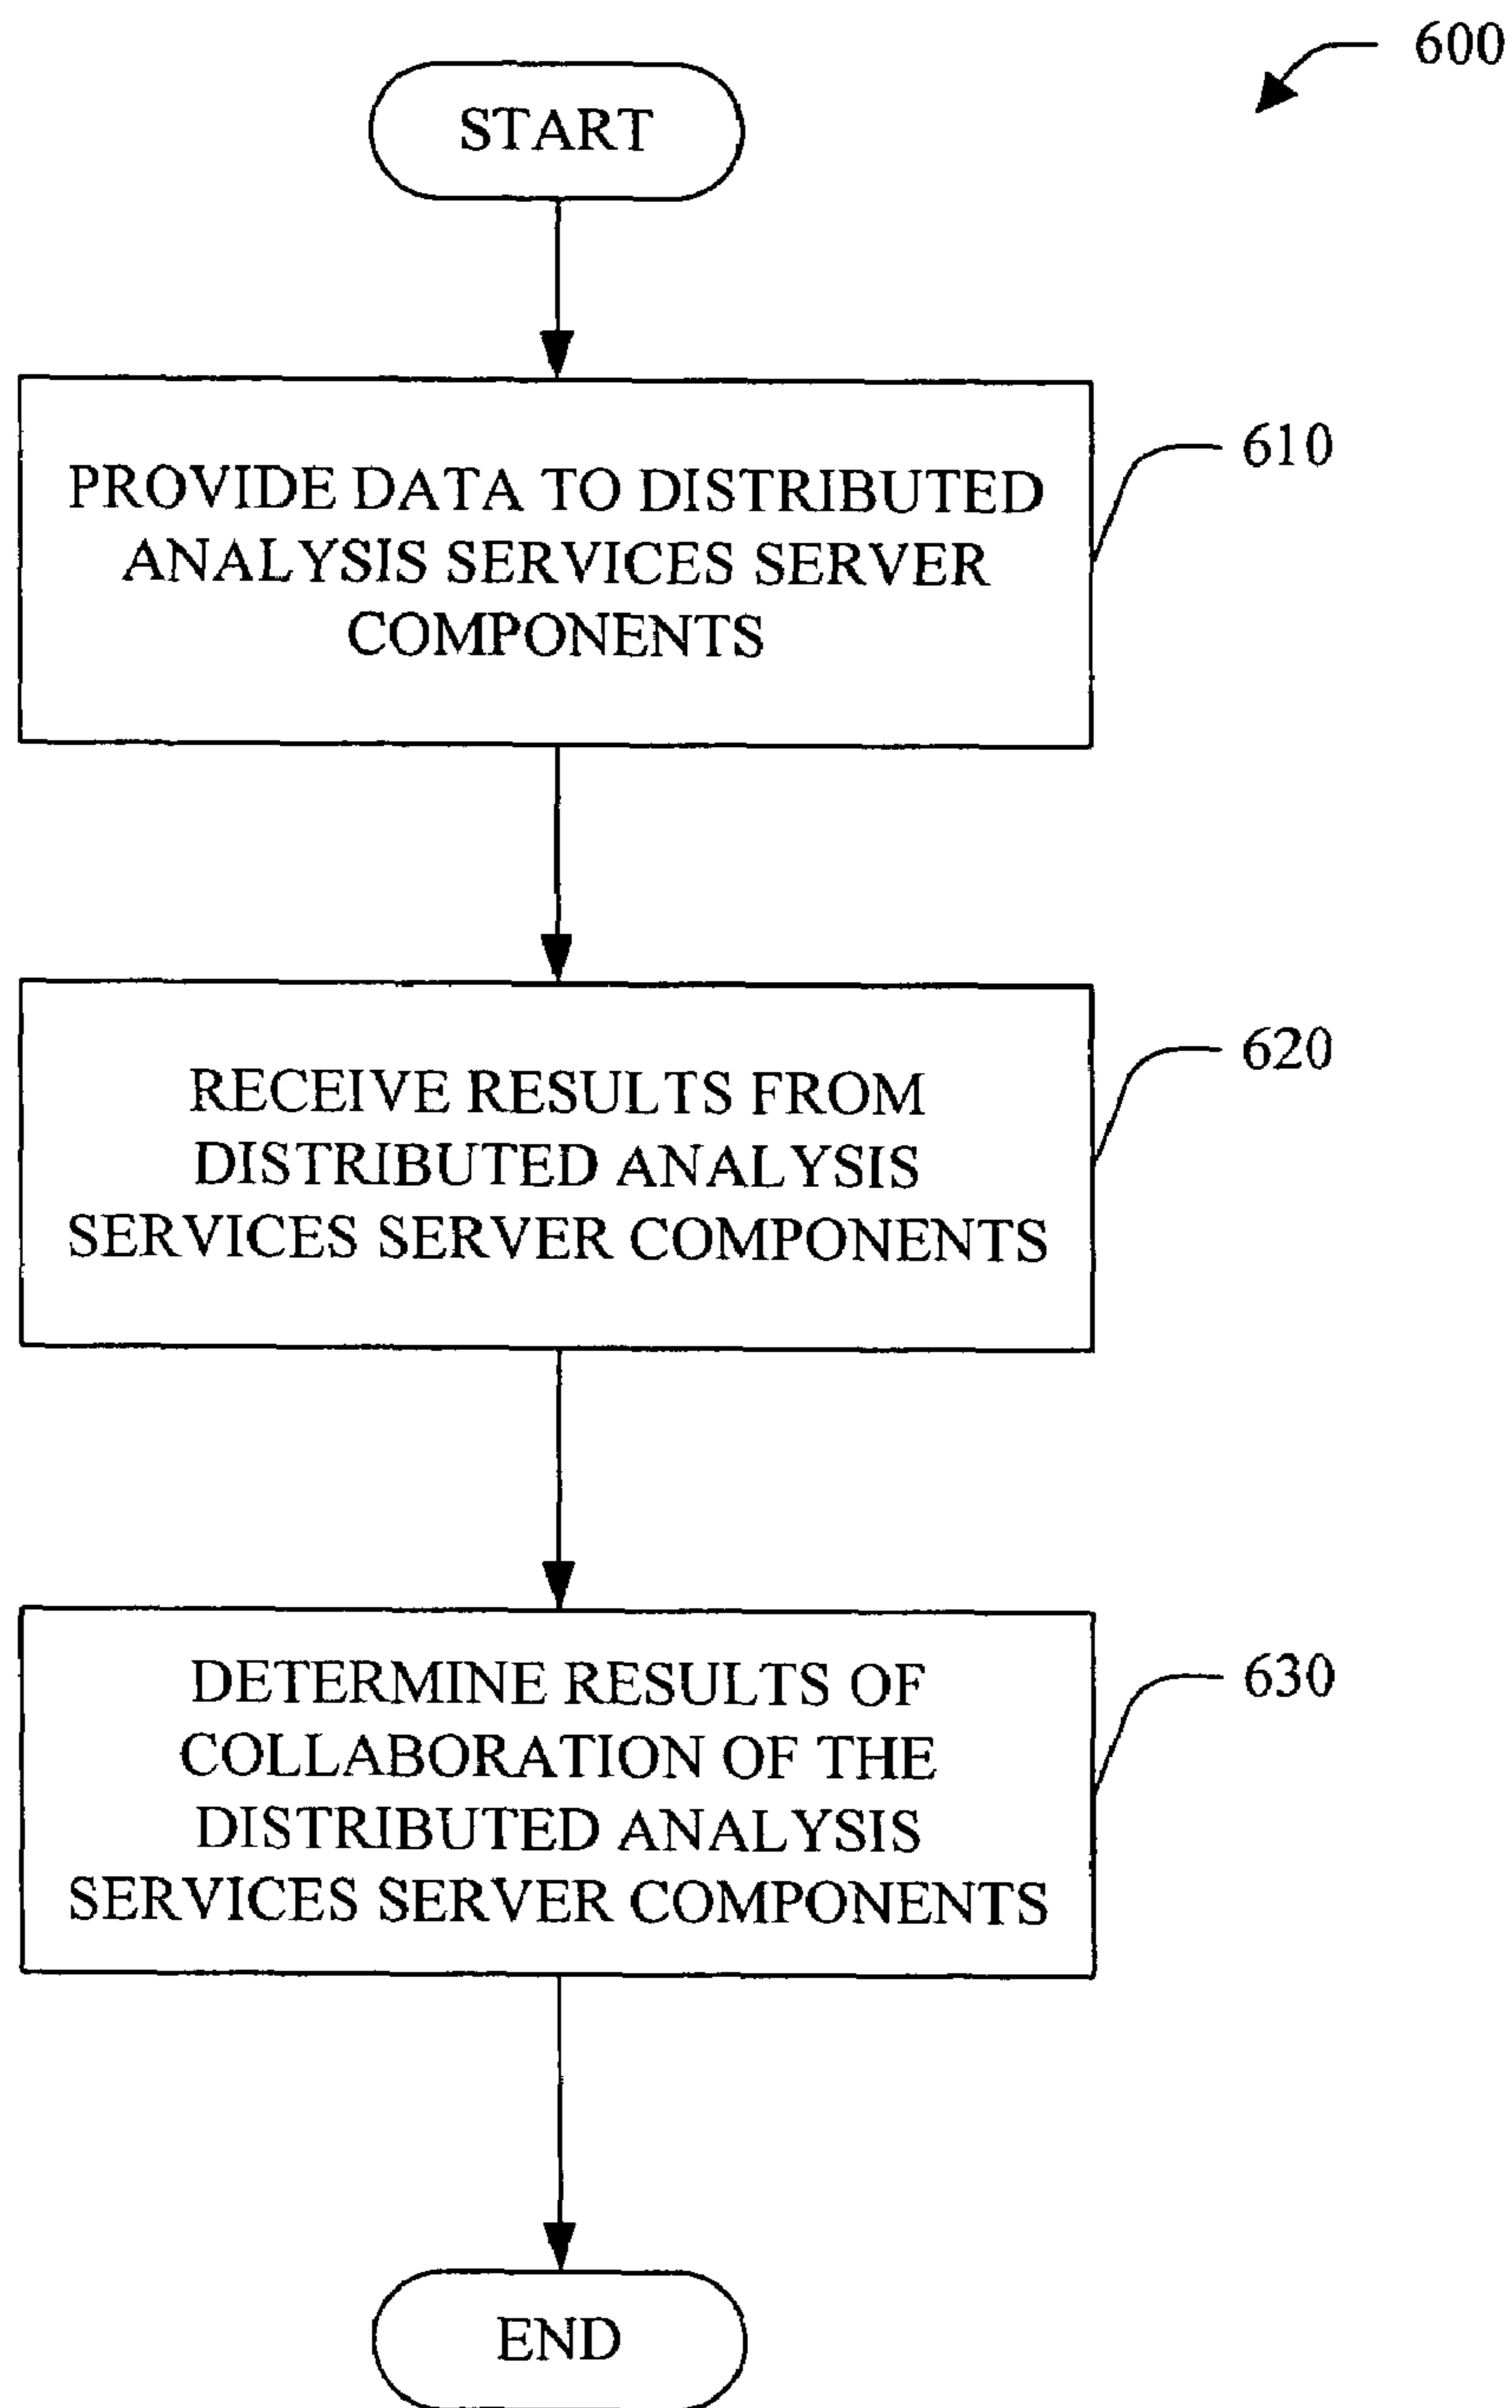 600
START
PROVIDE DATA TO DISTRIBUTED
ANALYSIS SERVICES SERVER
COMPONENTS
610
RECEIVE RESULTS FROM
DISTRIBUTED ANALYSIS
SERVICES SERVER COMPONENTS
620
DETERMINE RESULTS OF
COLLABORATION OF THE
DISTRIBUTED ANALYSIS
SERVICES SERVER COMPONENTS
630
END